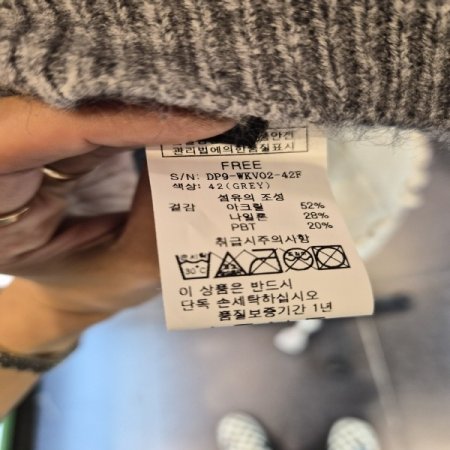 관리법에의한품질표시
FREE
S/N: DP9-WKV02-42F
색상: 42(GREY)
섬유의 조성
겉감 아크릴 52%
나일론 28%
PBT 20%
취급시주의사항
30℃
이 상품은 반드시
단독 손세탁하십시오
품질보증기간 1년